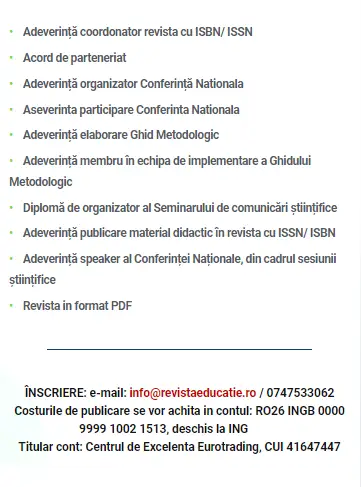 • Adeverință coordonator revista cu ISBN/ ISSN
• Acord de parteneriat
• Adeverință organizator Conferință Nationala
• Aseverinta participare Conferinta Nationala
• Adeverință elaborare Ghid Metodologic
• Adeverință membru în echipa de implementare a Ghidului
Metodologic
• Diplomă de organizator al Seminarului de comunicări științifice
• Adeverință publicare material didactic în revista cu ISSN/ ISBN
• Adeverință speaker al Conferinței Naționale, din cadrul sesiunii
științifice
• Revista in format PDF
ÎNSCRIERE: e-mail: info@revistaeducatie.ro / 0747533062
Costurile de publicare se vor achita in contul: RO26 INGB 0000
9999 1002 1513, deschis la ING
Titular cont: Centrul de Excelenta Eurotrading, CUI 41647447